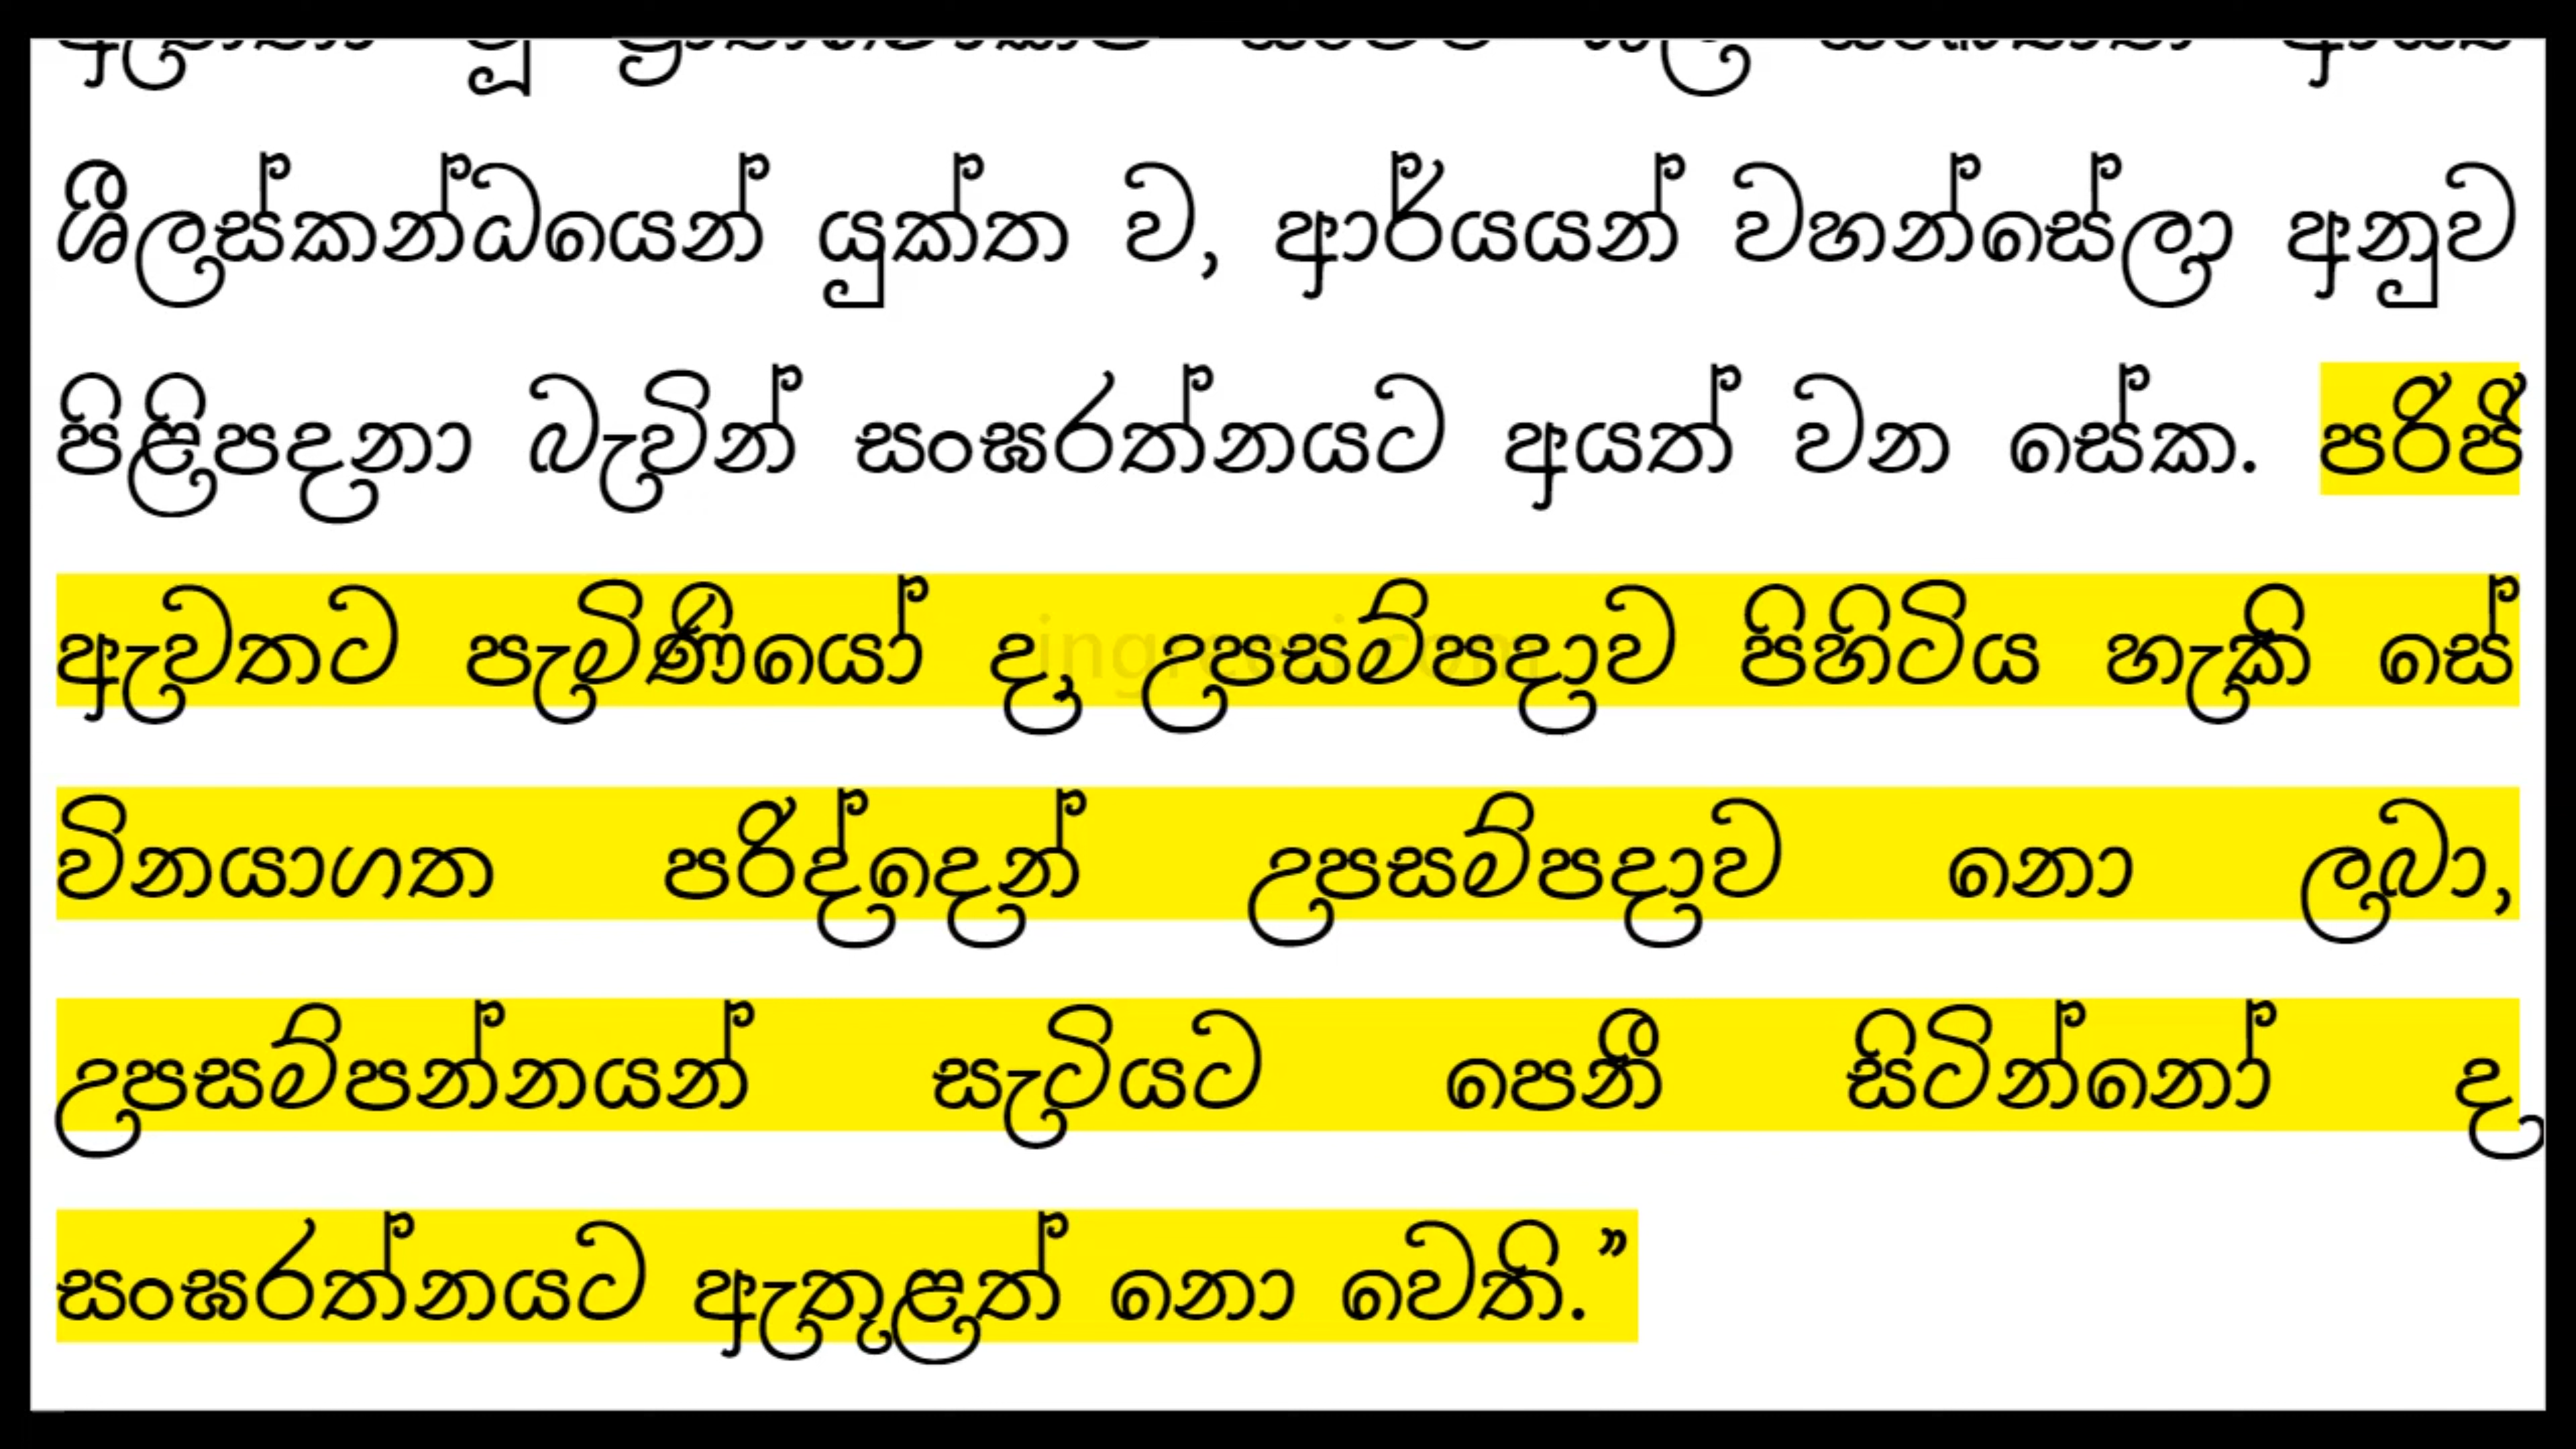 ශීලස්කන්ධයෙන් යුක්ත ව, ආර්යයන් වහන්සේලා අනුව
පිළිපදනා බැවින් සංඝරත්නයට අයත් වන සේක. පරිජි
ඇවතට පැමිණියෝ ද, උපසම්පදාව පිහිටිය හැකි සේ
විනයාගත පරිද්දෙන් උපසම්පදාව නො ලබා,
උපසම්පන්නයන් සැටියට පෙනී සිටින්නෝ ද
සංඝරත්නයට ඇතුළත් නො වෙති.”